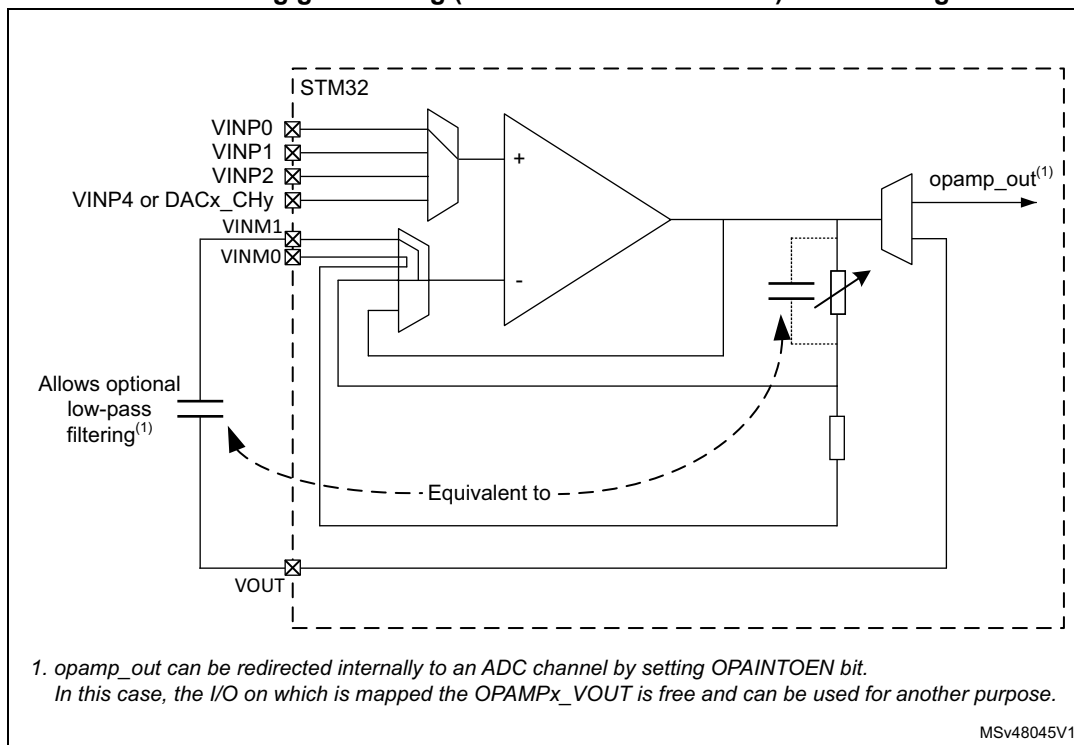 STM32
VINP0
VINP1
VINP2
VINP4 or DACx_CHy
VINM1
VINM0
+
-
opamp_out(1)
Allows optional
low-pass
filtering(1)
Equivalent to
VOUT
1. opamp_out can be redirected internally to an ADC channel by setting OPAINTOEN bit.
In this case, the I/O on which is mapped the OPAMPx_VOUT is free and can be used for another purpose.
MSv48045V1